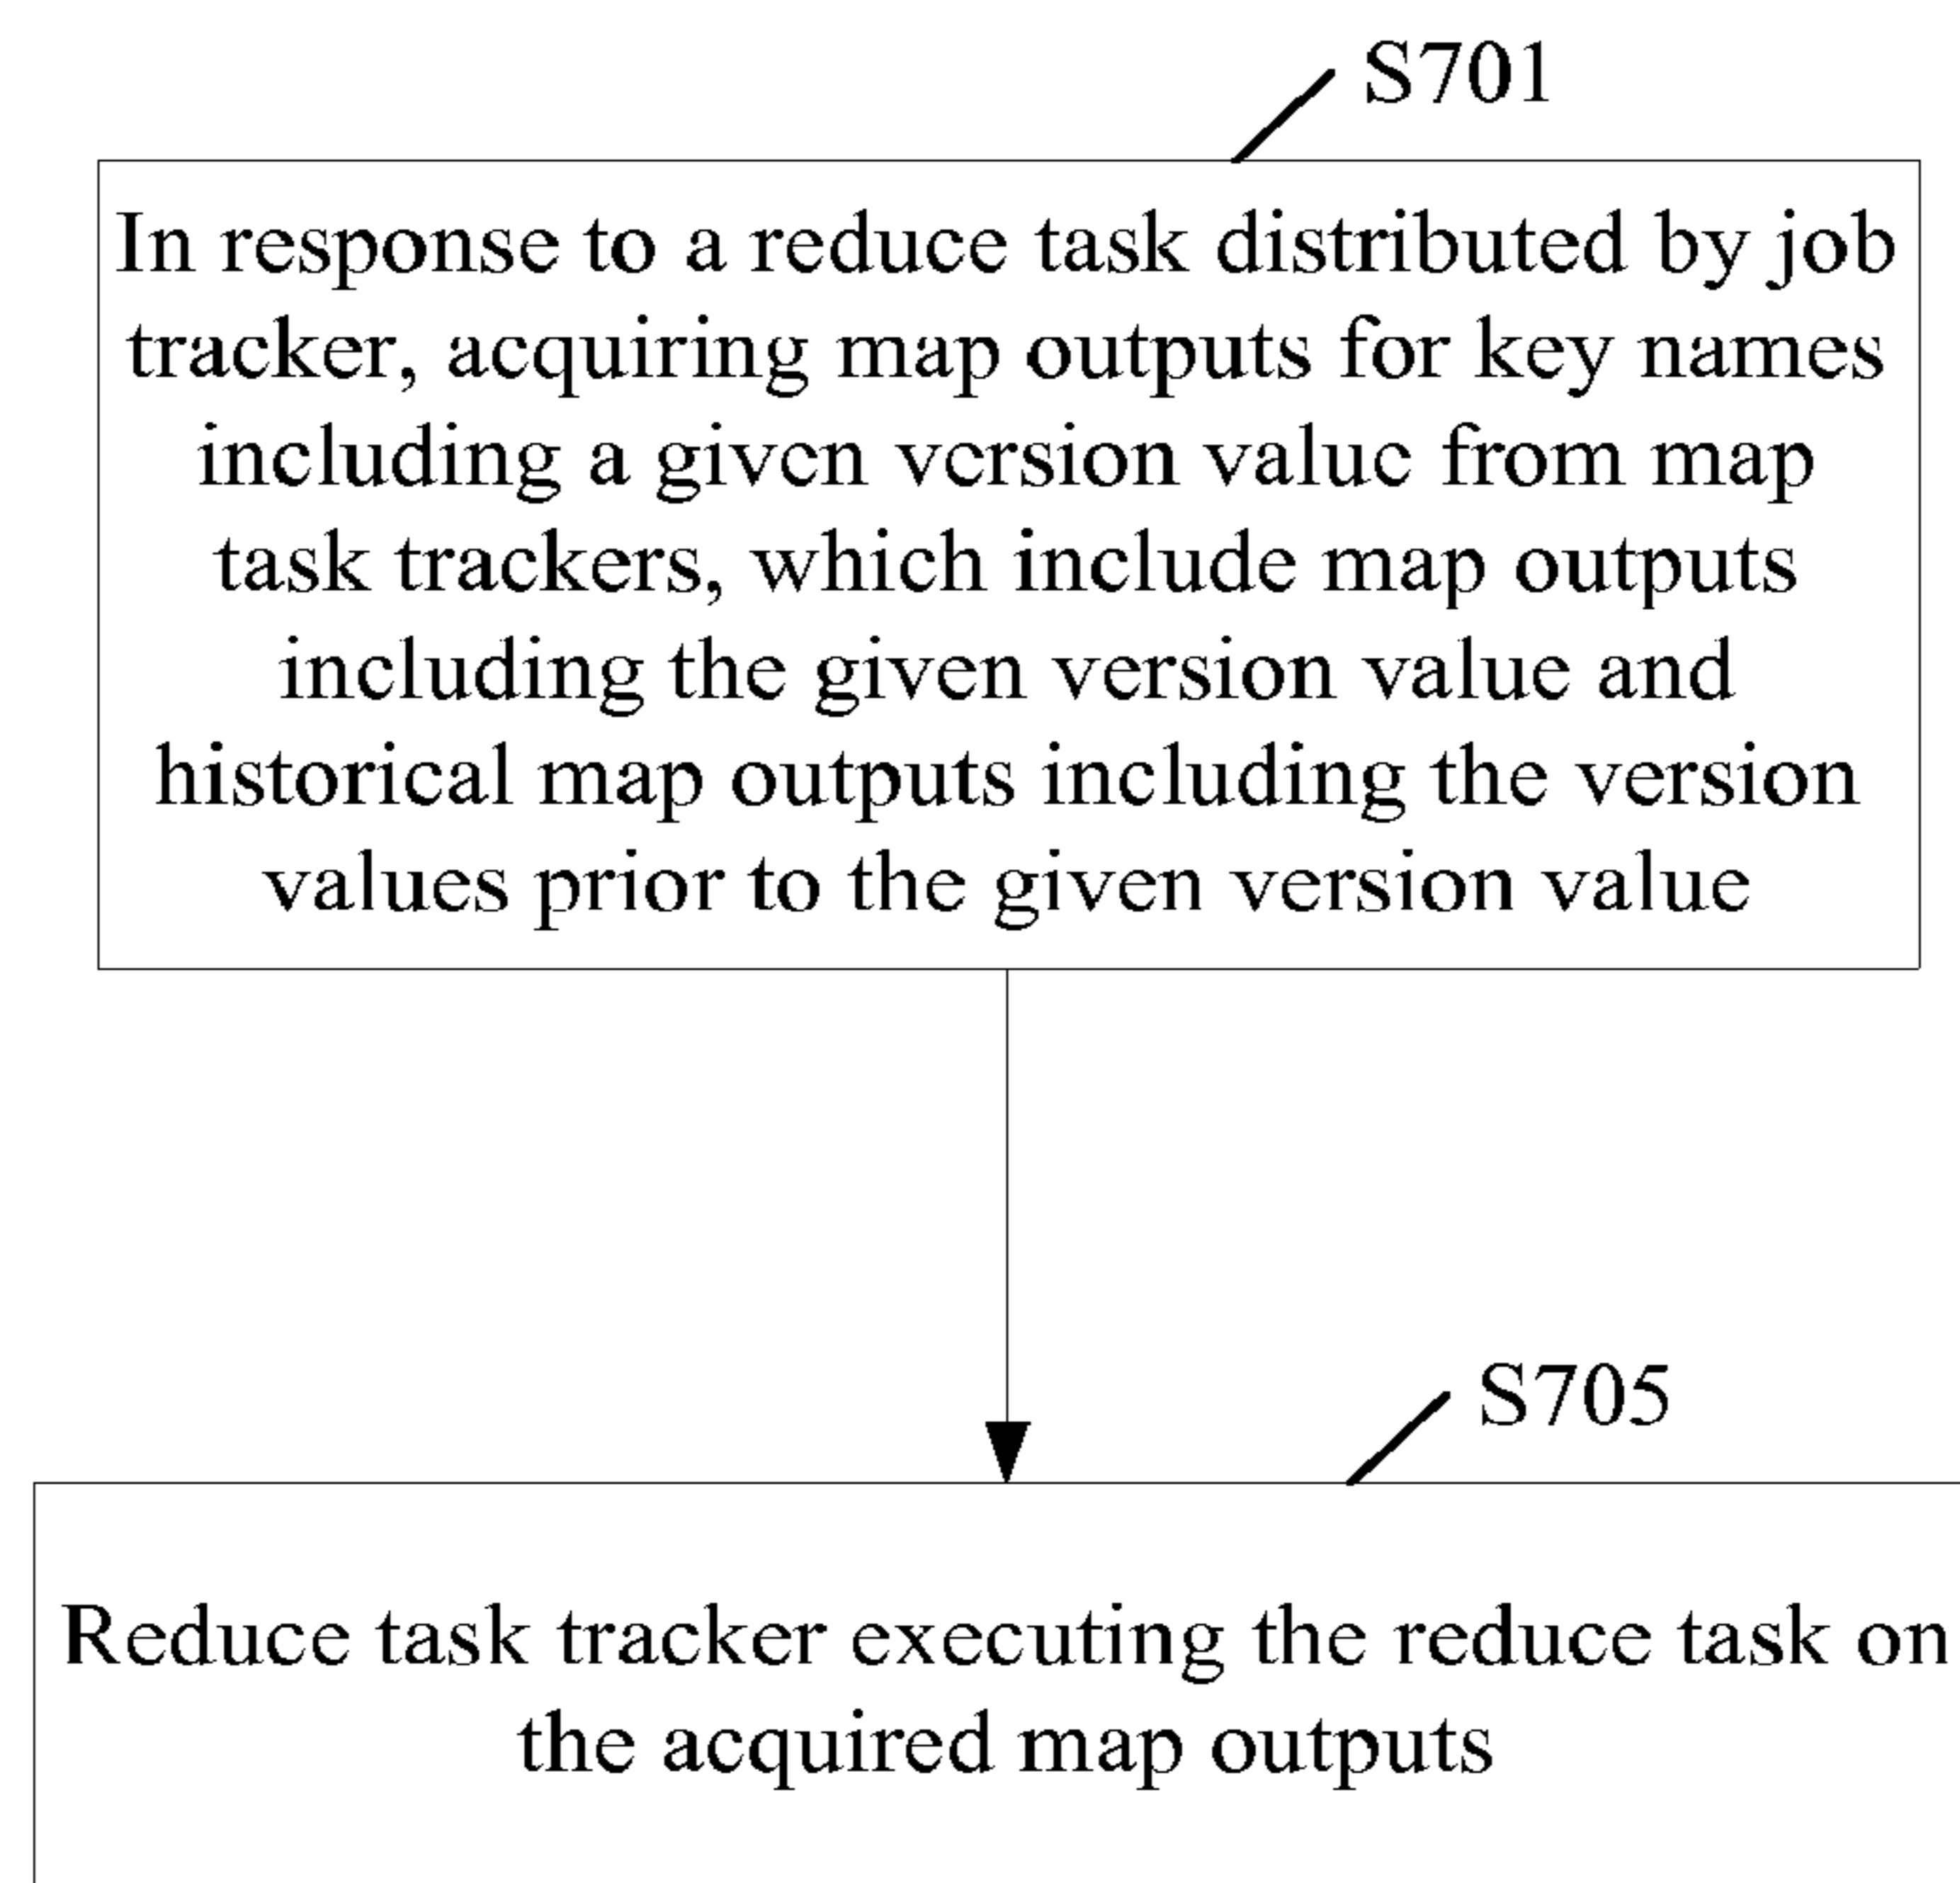 S701
In response to a reduce task distributed by job
tracker, acquiring map outputs for key names
including a given version value from map
task trackers, which include map outputs
including the given version value and
historical map outputs including the version
values prior to the given version value
S705
Reduce task tracker executing the reduce task on
the acquired map outputs